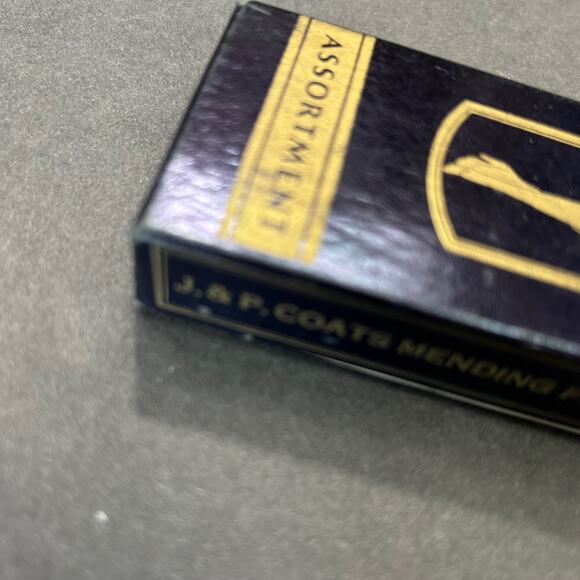 ASSORTMENT
J. & P. COATS MENDING